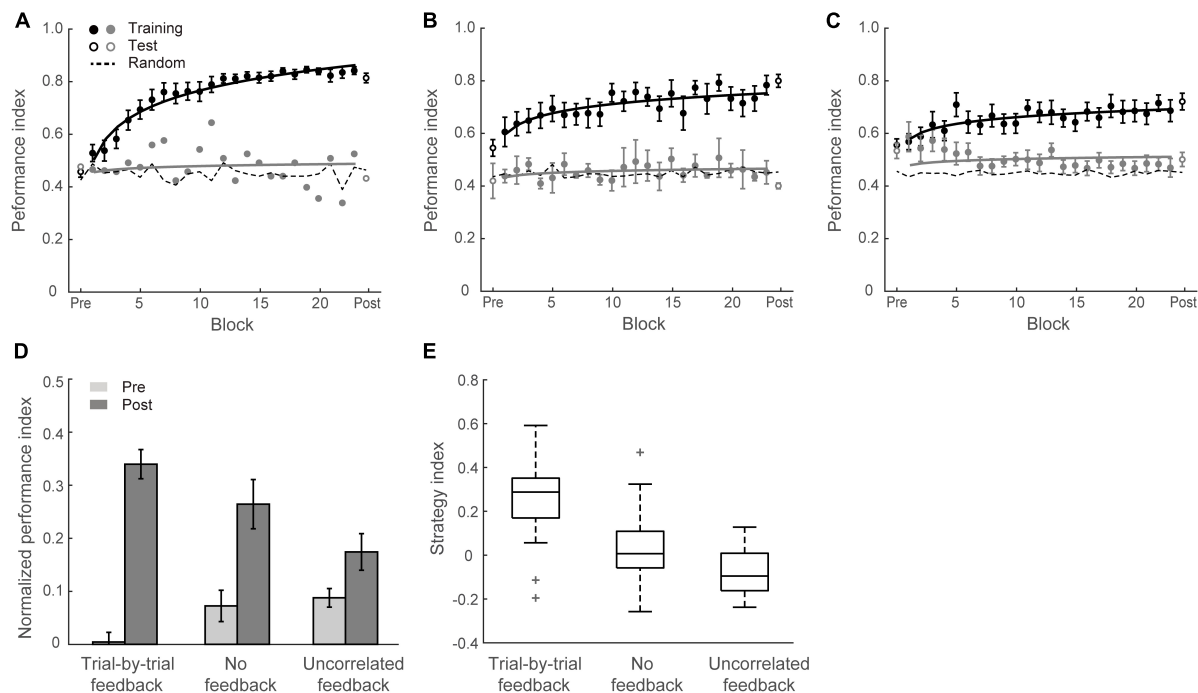 A
1.0
0.8
0.6
0.4
0.2
0
Peformance index
Training
Test
Random
Pre
5
10
15
20
Post
Block
B
1.0
0.8
0.6
0.4
0.2
0
Peformance index
Pre
5
10
15
20
Post
Block
C
1.0
0.8
0.6
0.4
0.2
0
Peformance index
Pre
5
10
15
20
Post
Block
D
0.5
0.4
0.3
0.2
0.1
0
Normalized performance index
Pre
Post
Trial-by-trial
feedback
No
feedback
Uncorrelated
feedback
E
0.8
0.6
0.4
0.2
0
-0.2
-0.4
Strategy index
Trial-by-trial
feedback
No
feedback
Uncorrelated
feedback